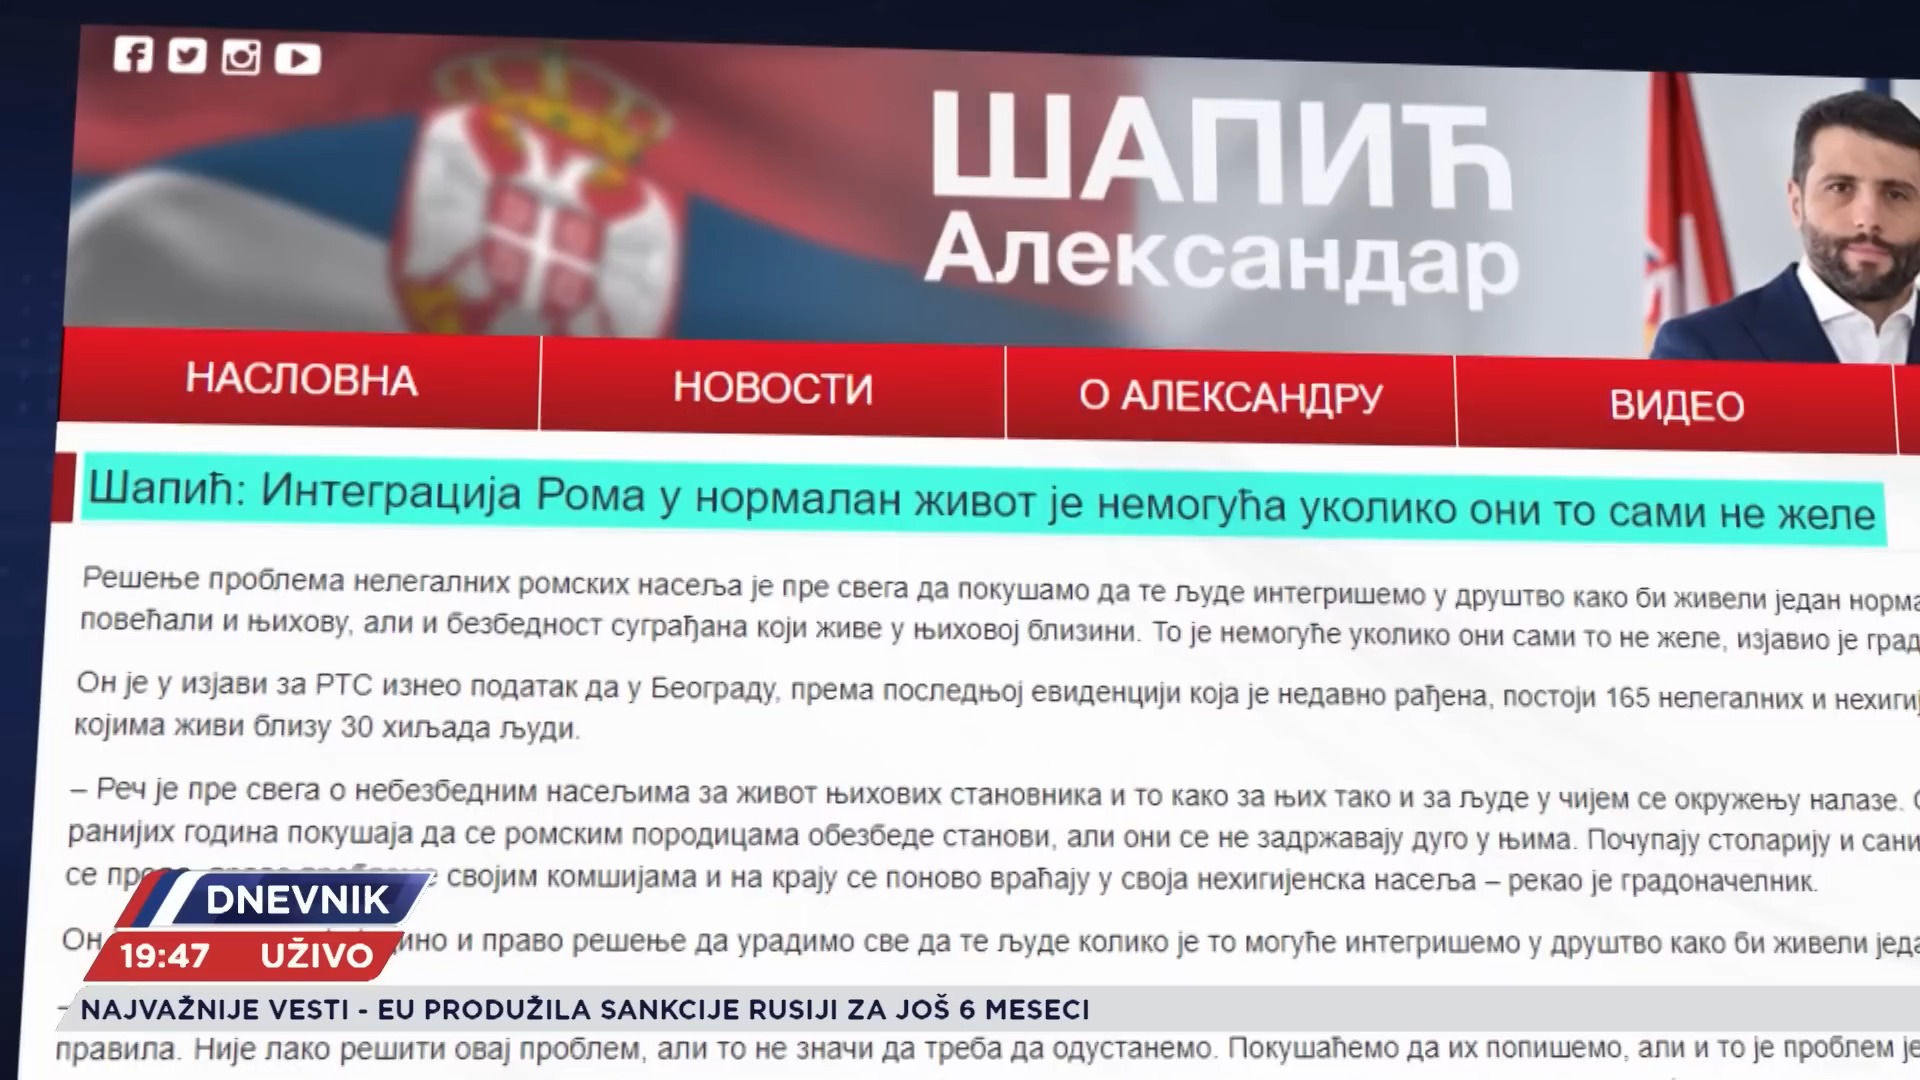 ШАПИЋ
Александар
НАСЛОВНА
НОВОСТИ
О АЛЕКСАНДРУ
ВИДЕО
Шапић: Интеграција Рома у нормалан живот је немогућа уколико они то сами не желе
Решење проблема нелегалних ромских насеља је пре свега да покушамо да те људе интегришемо у друштво како би живели један
повећали и њихову, али и безбедност суграђана који живе у њиховој близини. То је немогуће уколико они сами то не желе, изјавио је
Он је у изјави за РТС изнео податак да у Београду, према последњој евиденцији која је недавно рађена, постоји 165 нелегалних и
којима живи близу 30 хиљада људи.
– Реч је пре свега о небезбедним насељима за живот њихових становника и то како за њих тако и за људе у чијем се окружењу налазе.
ранијих година покушаја да се ромским породицама обезбеде станови, али они се не задржавају дуго у њима. Почупају столарију и
се својим комшијама и на крају се поново враћају у своја нехигијенска насеља – рекао је градоначелник.
Он и право решење да урадимо све да те људе колико је то могуће интегришемо у друштво како би живели
DNEVNIK
19:47 UŽIVO
NAJVAŽNIJE VESTI - EU PRODUŽILA SANKCIJE RUSIJI ZA JOŠ 6 MESECI
правила. Није лако решити овај проблем, али то не значи да треба да одустанемо. Покушаћемо да их попишемо, али и то је проблем